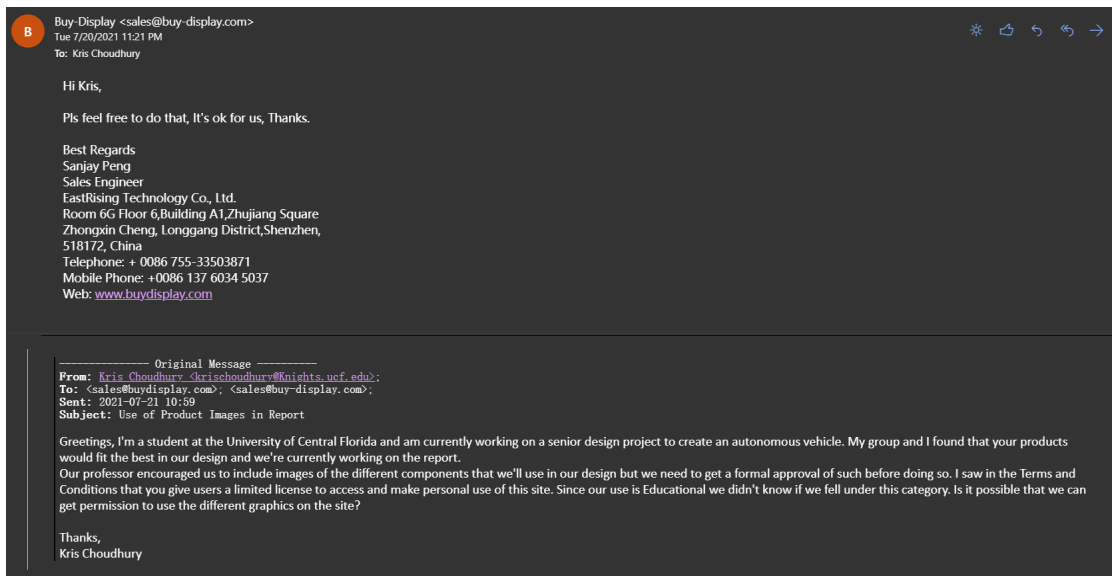 B
Buy-Display <sales@buy-display.com>
Tue 7/20/2021 11:21 PM
To: Kris Choudhury
Hi Kris,
Pls feel free to do that, It's ok for us, Thanks.
Best Regards
Sanjay Peng
Sales Engineer
EastRising Technology Co., Ltd.
Room 6G Floor 6,Building A1,Zhujiang Square
Zhongxin Cheng, Longgang District,Shenzhen,
518172, China
Telephone: + 0086 755-33503871
Mobile Phone: +0086 137 6034 5037
Web: www.buydisplay.com
--------------- Original Message ----------
From: Kris Choudhury <krischoudhury@Knights.ucf.edu>;
To: <sales@buydisplay.com>; <sales@buy-display.com>;
Sent: 2021-07-21 10:59
Subject: Use of Product Images in Report
Greetings, I'm a student at the University of Central Florida and am currently working on a senior design project to create an autonomous vehicle. My group and I found that your products
would fit the best in our design and we're currently working on the report.
Our professor encouraged us to include images of the different components that we'll use in our design but we need to get a formal approval of such before doing so. I saw in the Terms and
Conditions that you give users a limited license to access and make personal use of this site. Since our use is Educational we didn't know if we fell under this category. Is it possible that we can
get permission to use the different graphics on the site?
Thanks,
Kris Choudhury